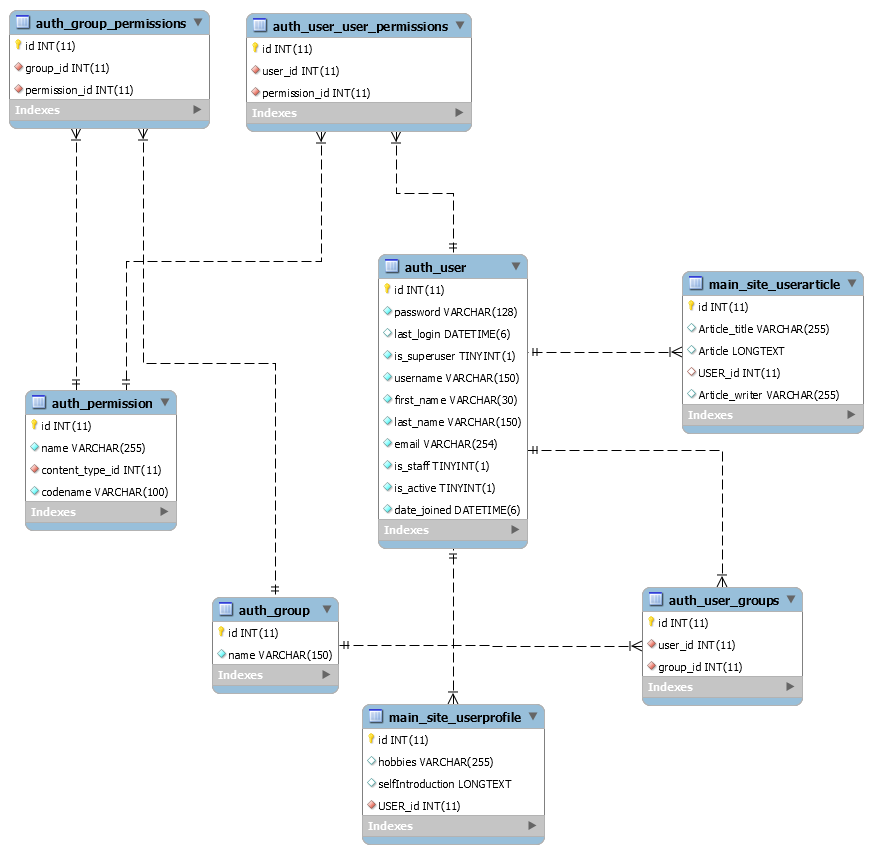 auth_group_permissions
id INT(11)
group_id INT(11)
permission_id INT(11)
Indexes
auth_user_user_permissions
id INT(11)
user_id INT(11)
permission_id INT(11)
Indexes
auth_user
id INT(11)
password VARCHAR(128)
last_login DATETIME(6)
is_superuser TINYINT(1)
username VARCHAR(150)
first_name VARCHAR(30)
last_name VARCHAR(150)
email VARCHAR(254)
is_staff TINYINT(1)
is_active TINYINT(1)
date_joined DATETIME(6)
Indexes
main_site_userarticle
id INT(11)
Article_title VARCHAR(255)
Article LONGTEXT
USER_id INT(11)
Article_writer VARCHAR(255)
Indexes
auth_permission
id INT(11)
name VARCHAR(255)
content_type_id INT(11)
codename VARCHAR(100)
Indexes
auth_group
id INT(11)
name VARCHAR(150)
Indexes
auth_user_groups
id INT(11)
user_id INT(11)
group_id INT(11)
Indexes
main_site_userprofile
id INT(11)
hobbies VARCHAR(255)
selfIntroduction LONGTEXT
USER_id INT(11)
Indexes